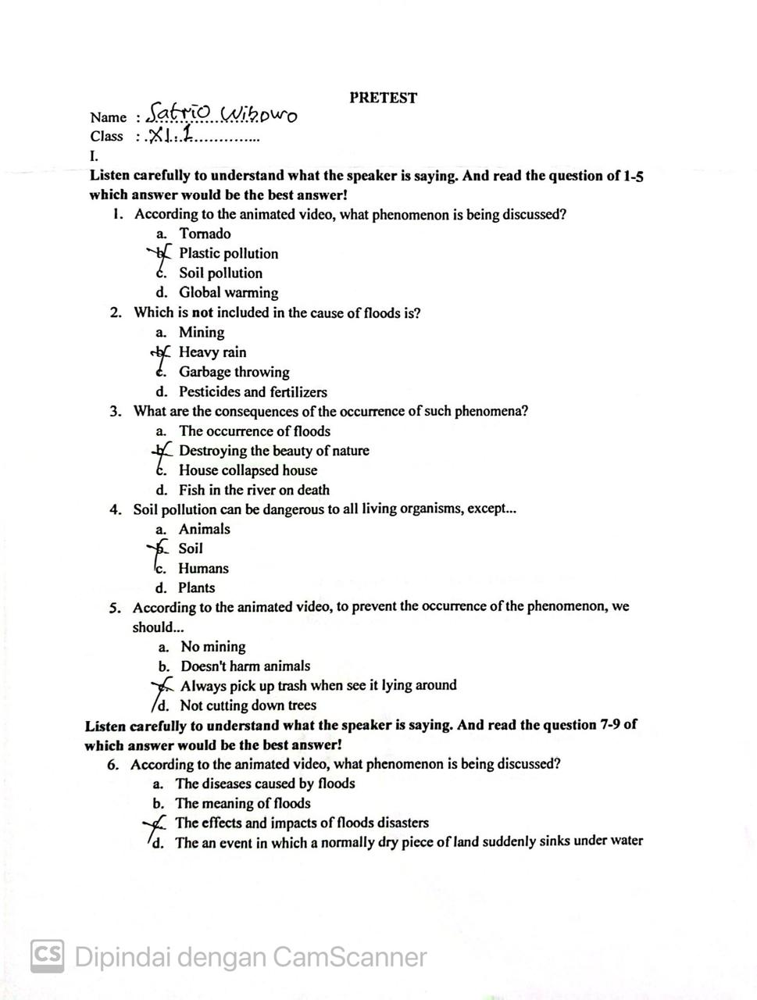 PRETEST
Name : Satrio Wibowo
Class : XI.1
I.
Listen carefully to understand what the speaker is saying. And read the question of 1-5
which answer would be the best answer!
1. According to the animated video, what phenomenon is being discussed?
a. Tornado
b. Plastic pollution
c. Soil pollution
d. Global warming
2. Which is not included in the cause of floods is?
a. Mining
b. Heavy rain
c. Garbage throwing
d. Pesticides and fertilizers
3. What are the consequences of the occurrence of such phenomena?
a. The occurrence of floods
b. Destroying the beauty of nature
c. House collapsed house
d. Fish in the river on death
4. Soil pollution can be dangerous to all living organisms, except...
a. Animals
b. Soil
c. Humans
d. Plants
5. According to the animated video, to prevent the occurrence of the phenomenon, we
should...
a. No mining
b. Doesn't harm animals
c. Always pick up trash when see it lying around
d. Not cutting down trees
Listen carefully to understand what the speaker is saying. And read the question 7-9 of
which answer would be the best answer!
6. According to the animated video, what phenomenon is being discussed?
a. The diseases caused by floods
b. The meaning of floods
c. The effects and impacts of floods disasters
d. The an event in which a normally dry piece of land suddenly sinks under water
CS Dipindai dengan CamScanner